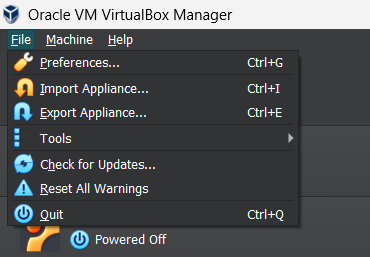 Oracle VM VirtualBox Manager
File Machine Help
Preferences... Ctrl+G
Import Appliance... Ctrl+I
Export Appliance... Ctrl+E
Tools
Check for Updates...
Reset All Warnings
Quit Ctrl+Q
Powered Off